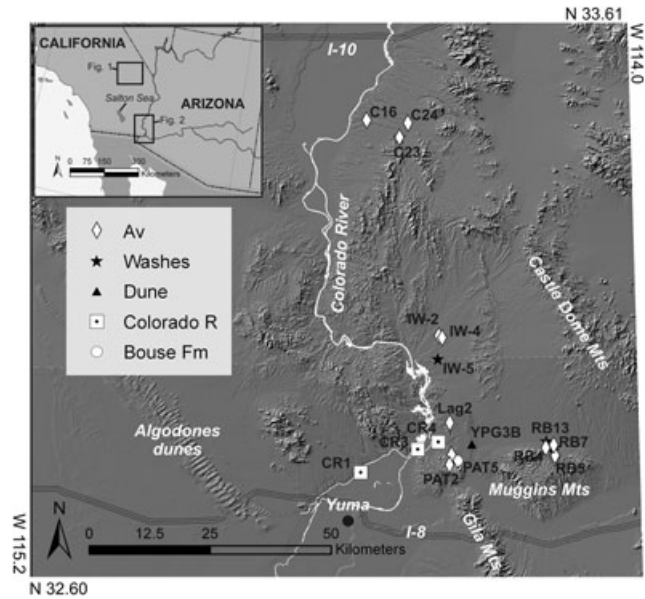 N 33.61
W 114.0
CALIFORNIA
Fig. 1
Salton Sea
ARIZONA
Fig. 2
N
0 75 150 300
Kilometers
I-10
C16
C24
C23
Av
Washes
Dune
Colorado R
Bouse Fm
Colorado River
Castle Dome Mts
IW-2
IW-4
IW-5
Lag2
Algodones
dunes
CR1
CR3
CR4
YPG3B
RB13
RB7
RB4
RB5
PAT2
PAT5
Muggins Mts
Yuma
Gila Mts
I-8
N
0 12.5 25 50
Kilometers
W 115.2
N 32.60